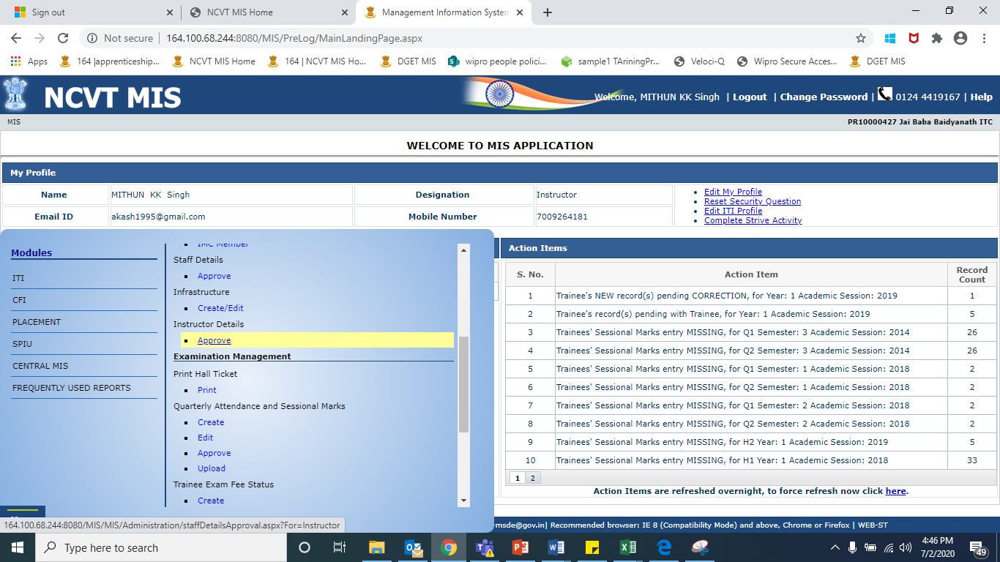 Sign out
NCVT MIS Home
Management Information System
Not secure | 164.100.68.244:8080/MIS/PreLog/MainLandingPage.aspx
Apps
164 |apprenticeship...
NCVT MIS Home
164 | NCVT MIS Ho...
DGET MIS
wipro people polici...
sample1 TAriningPr...
Veloci-Q
Wipro Secure Acces...
DGET MIS
NCVT MIS
Welcome, MITHUN KK Singh | Logout | Change Password | 0124 4419167 | Help
MIS
PR10000427 Jai Baba Baidyanath ITC
WELCOME TO MIS APPLICATION
My Profile
Name MITHUN KK Singh Designation Instructor
Email ID akash1995@gmail.com Mobile Number 7009264181
Edit My Profile
Reset Security Question
Edit ITI Profile
Complete Strive Activity
Modules
ITI
CFI
PLACEMENT
SPIU
CENTRAL MIS
FREQUENTLY USED REPORTS
IMC Member
Staff Details
Approve
Infrastructure
Create/Edit
Instructor Details
Approve
Examination Management
Print Hall Ticket
Print
Quarterly Attendance and Sessional Marks
Create
Edit
Approve
Upload
Trainee Exam Fee Status
Create
Action Items
S. No. Action Item Record Count
1 Trainee's NEW record(s) pending CORRECTION, for Year: 1 Academic Session: 2019 1
2 Trainee's record(s) pending with Trainee, for Year: 1 Academic Session: 2019 5
3 Trainees' Sessional Marks entry MISSING, for Q1 Semester: 3 Academic Session: 2014 26
4 Trainees' Sessional Marks entry MISSING, for Q2 Semester: 3 Academic Session: 2014 26
5 Trainees' Sessional Marks entry MISSING, for Q1 Semester: 1 Academic Session: 2018 2
6 Trainees' Sessional Marks entry MISSING, for Q2 Semester: 1 Academic Session: 2018 2
7 Trainees' Sessional Marks entry MISSING, for Q1 Semester: 2 Academic Session: 2018 2
8 Trainees' Sessional Marks entry MISSING, for Q2 Semester: 2 Academic Session: 2018 2
9 Trainees' Sessional Marks entry MISSING, for H2 Year: 1 Academic Session: 2019 5
10 Trainees' Sessional Marks entry MISSING, for H1 Year: 1 Academic Session: 2018 33
1 2
Action Items are refreshed overnight, to force refresh now click here.
164.100.68.244:8080/MIS/MIS/Administration/staffDetailsApproval.aspx?For=Instructor
-msde@gov.in| Recommended browser: IE 8 (Compatibility Mode) and above, Chrome or Firefox | WEB-ST
Type here to search
4:46 PM
7/2/2020
49